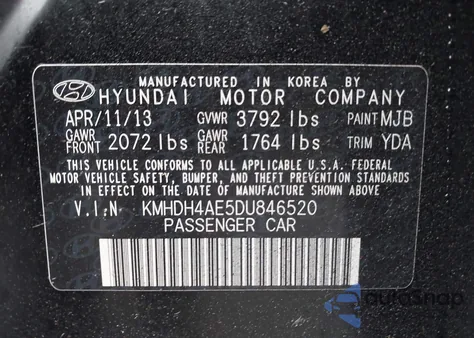 MANUFACTURED IN KOREA BY
HYUNDAI MOTOR COMPANY
APR/11/13 GVWR 3792 lbs PAINT MJB
GAWR FRONT 2072 lbs GAWR REAR 1764 lbs TRIM YDA
THIS VEHICLE CONFORMS TO ALL APPLICABLE U.S.A. FEDERAL
MOTOR VEHICLE SAFETY, BUMPER, AND THEFT PREVENTION STANDARDS
IN EFFECT ON THE DATE OF MANUFACTURE SHOWN ABOVE.
V.I.N KMHDH4AE5DU846520
PASSENGER CAR
autosnap